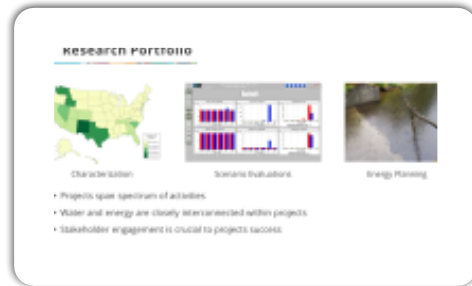 Research Portfolio
Characterization
Scenario Evaluations
Energy Planning
• Projects span spectrum of activities
• Water and energy are closely interconnected within projects
• Stakeholder engagement is crucial to projects success